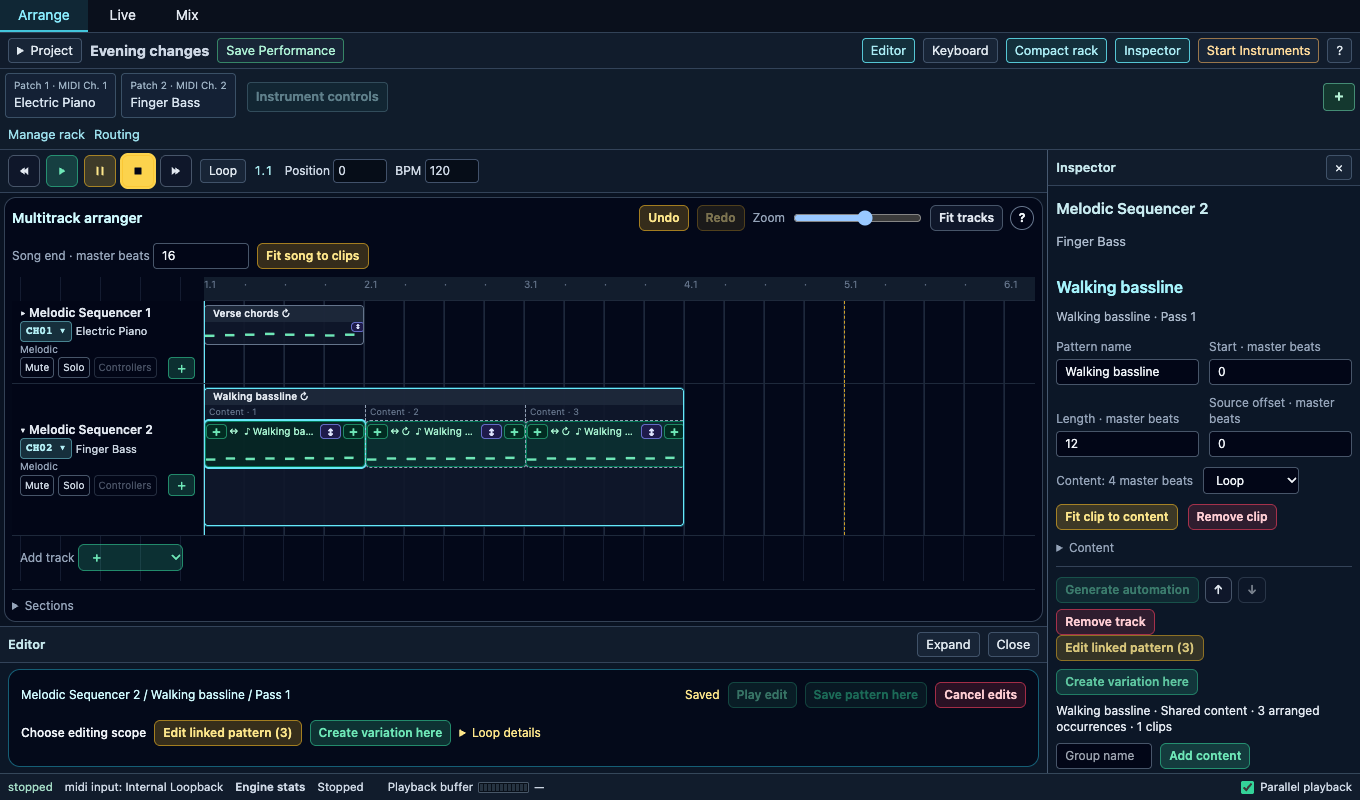 Arrange Live Mix
Project Evening changes Save Performance Editor Keyboard Compact rack Inspector Start Instruments ?
Patch 1 · MIDI Ch. 1
Electric Piano
Patch 2 · MIDI Ch. 2
Finger Bass
Instrument controls
+
Manage rack Routing
Loop 1.1 Position 0 BPM 120
Multitrack arranger Undo Redo Zoom Fit tracks ?
Song end · master beats 16 Fit song to clips
1.1 2.1 3.1 4.1 5.1 6.1
Melodic Sequencer 1
CH01 Electric Piano
Melodic
Mute Solo Controllers +
Verse chords
Melodic Sequencer 2
CH02 Finger Bass
Melodic
Mute Solo Controllers +
Walking bassline
Content · 1 Content · 2 Content · 3
+ Walking ba... + + Walking ... + + Walking ... +
Add track +
Sections
Editor Expand Close
Melodic Sequencer 2 / Walking bassline / Pass 1 Saved Play edit Save pattern here Cancel edits
Choose editing scope Edit linked pattern (3) Create variation here Loop details
Inspector ×
Melodic Sequencer 2
Finger Bass
Walking bassline
Walking bassline · Pass 1
Pattern name Start · master beats
Walking bassline 0
Length · master beats Source offset · master
beats
12 0
Content: 4 master beats Loop
Fit clip to content Remove clip
Content
Generate automation ↑ ↓
Remove track
Edit linked pattern (3)
Create variation here
Walking bassline · Shared content · 3 arranged
occurrences · 1 clips
Group name Add content
stopped midi input: Internal Loopback Engine stats Stopped Playback buffer — Parallel playback